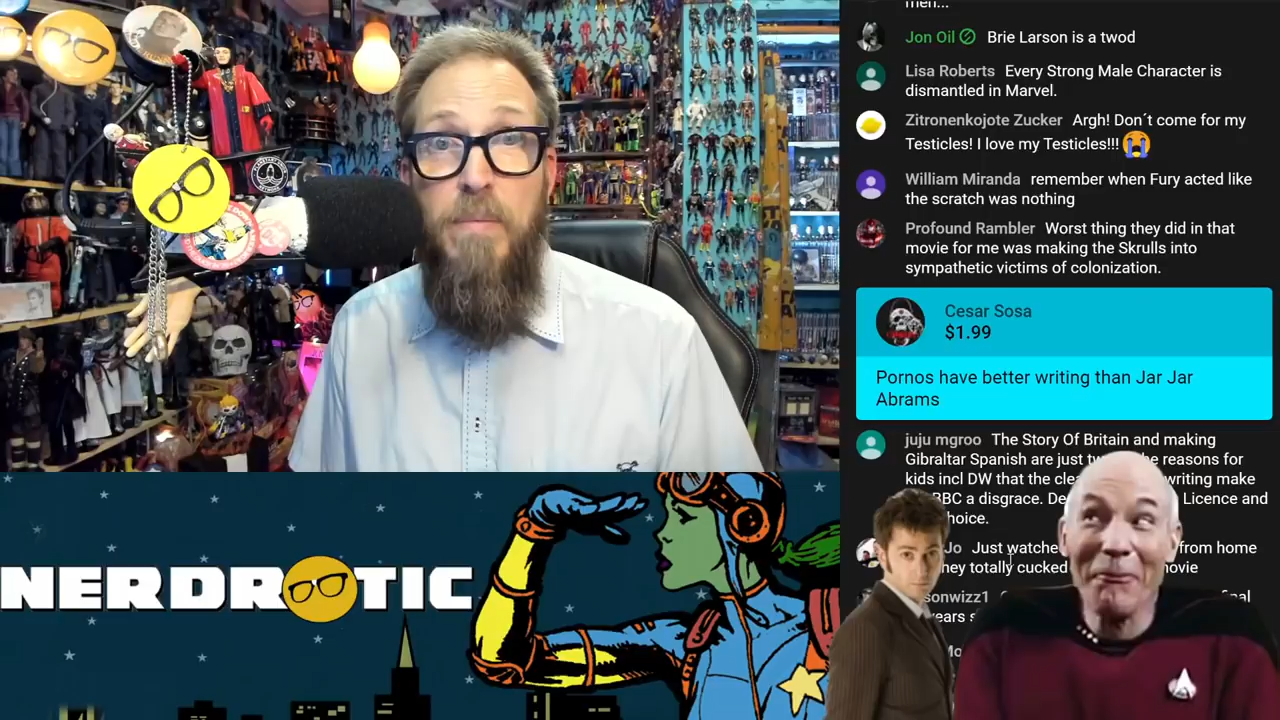 men...
Jon Oil Brie Larson is a twod
Lisa Roberts Every Strong Male Character is
dismantled in Marvel.
Zitronenkojote Zucker Argh! Don´t come for my
Testicles! I love my Testicles!!! 😭
William Miranda remember when Fury acted like
the scratch was nothing
Profound Rambler Worst thing they did in that
movie for me was making the Skrulls into
sympathetic victims of colonization.
Cesar Sosa
$1.99
Pornos have better writing than Jar Jar
Abrams
juju mgroo The Story Of Britain and making
Gibraltar Spanish are just reasons for
kids incl DW that the writing make
BBC a disgrace. Licence and
Jo Just from home
totally cucked
NERDROTIC